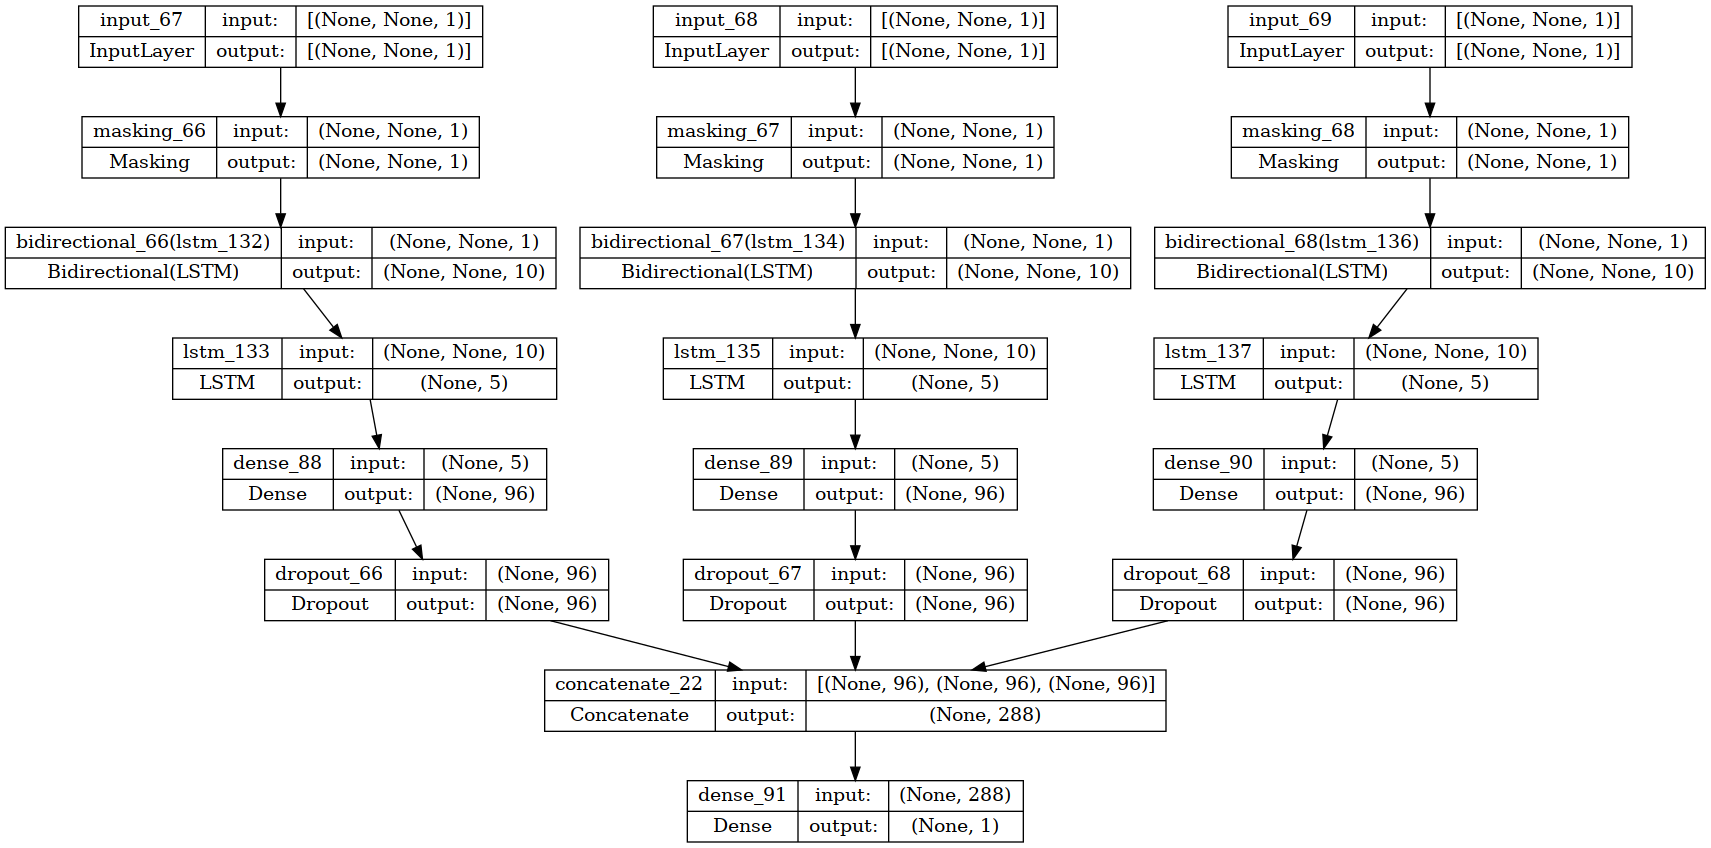 input_67 input: [(None, None, 1)]
InputLayer output: [(None, None, 1)]
input_68 input: [(None, None, 1)]
InputLayer output: [(None, None, 1)]
input_69 input: [(None, None, 1)]
InputLayer output: [(None, None, 1)]
masking_66 input: (None, None, 1)
Masking output: (None, None, 1)
masking_67 input: (None, None, 1)
Masking output: (None, None, 1)
masking_68 input: (None, None, 1)
Masking output: (None, None, 1)
bidirectional_66(lstm_132) input: (None, None, 1)
Bidirectional(LSTM) output: (None, None, 10)
bidirectional_67(lstm_134) input: (None, None, 1)
Bidirectional(LSTM) output: (None, None, 10)
bidirectional_68(lstm_136) input: (None, None, 1)
Bidirectional(LSTM) output: (None, None, 10)
lstm_133 input: (None, None, 10)
LSTM output: (None, 5)
lstm_135 input: (None, None, 10)
LSTM output: (None, 5)
lstm_137 input: (None, None, 10)
LSTM output: (None, 5)
dense_88 input: (None, 5)
Dense output: (None, 96)
dense_89 input: (None, 5)
Dense output: (None, 96)
dense_90 input: (None, 5)
Dense output: (None, 96)
dropout_66 input: (None, 96)
Dropout output: (None, 96)
dropout_67 input: (None, 96)
Dropout output: (None, 96)
dropout_68 input: (None, 96)
Dropout output: (None, 96)
concatenate_22 input: [(None, 96), (None, 96), (None, 96)]
Concatenate output: (None, 288)
dense_91 input: (None, 288)
Dense output: (None, 1)